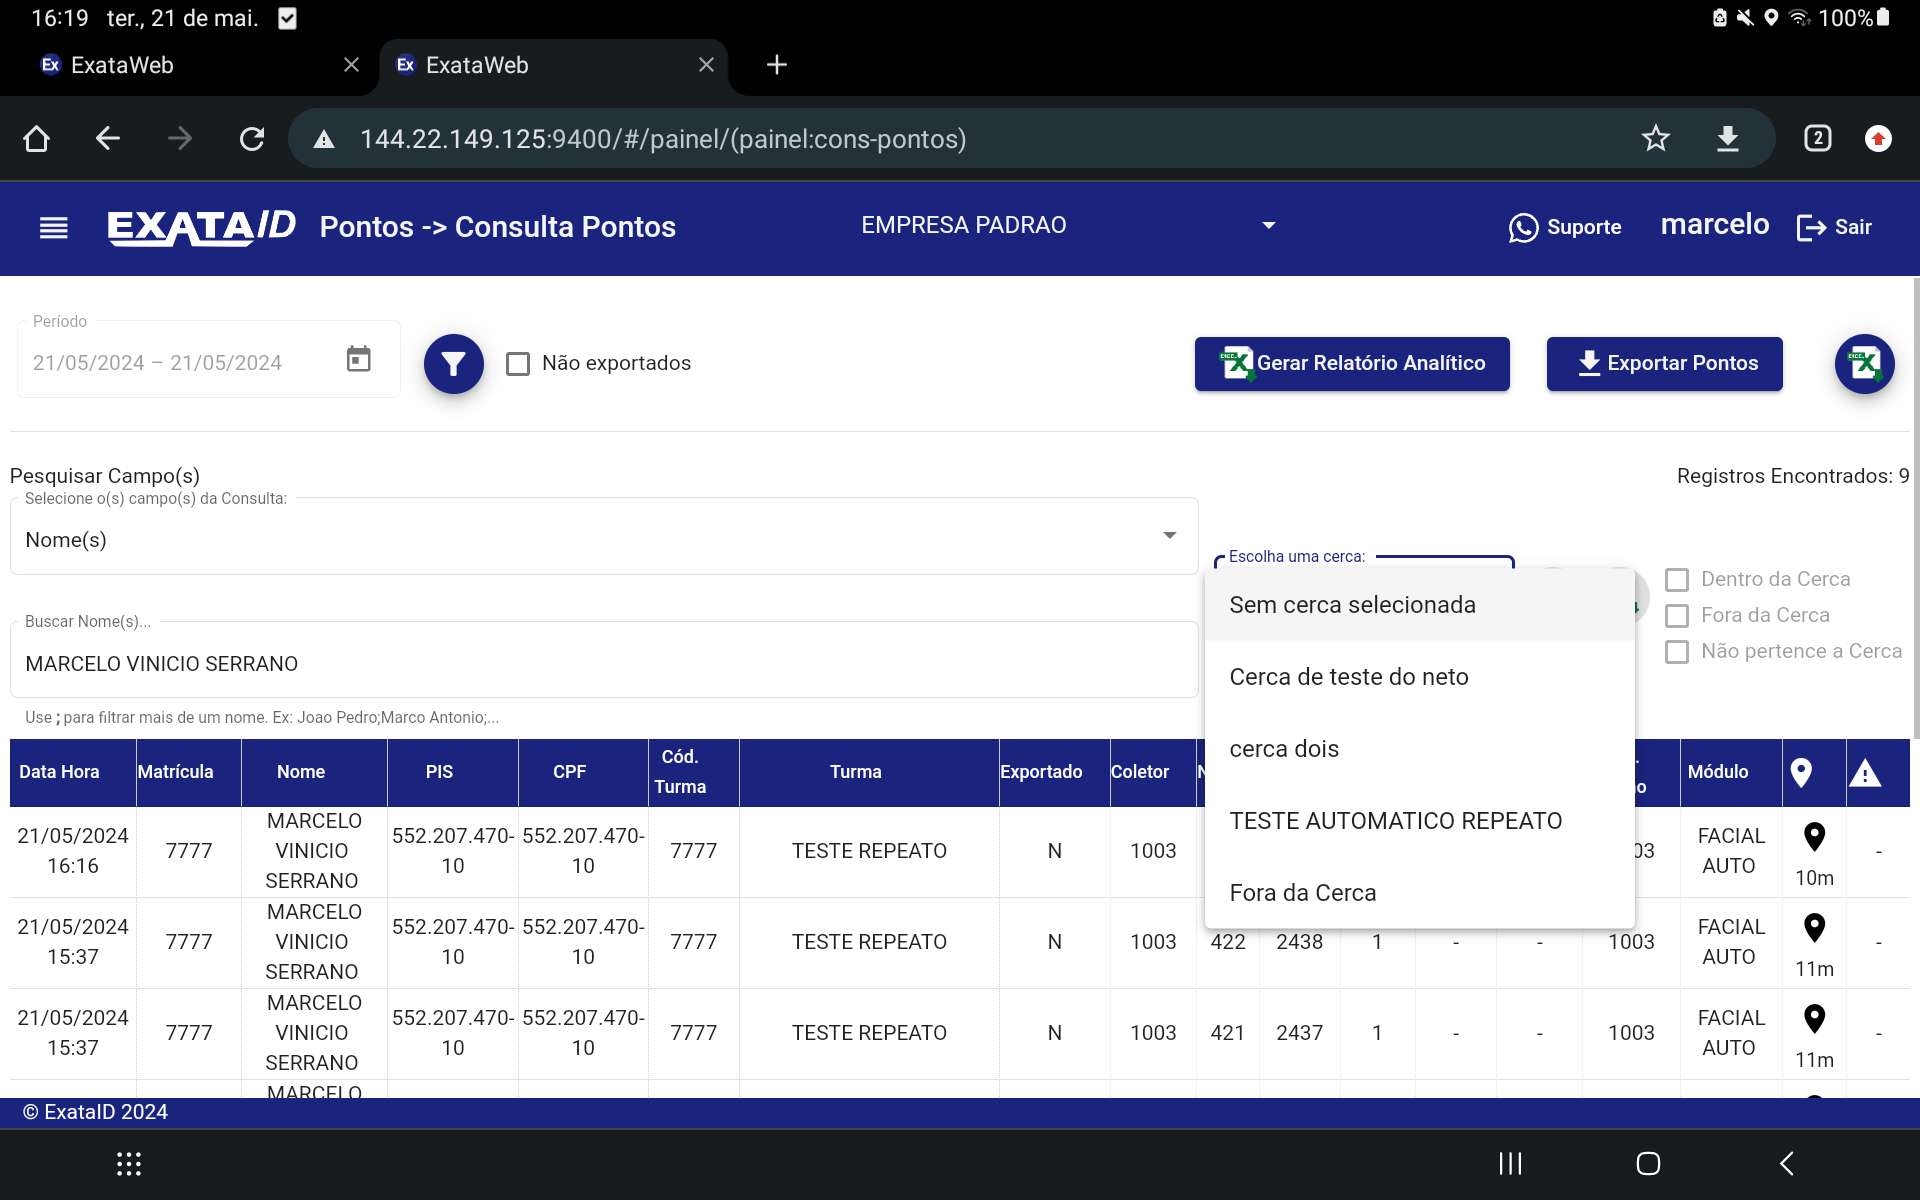 16:19 ter., 21 de mai.
100%
Ex ExataWeb
Ex ExataWeb
144.22.149.125:9400/#/painel/(painel:cons-pontos)
2
EXATAID
Pontos -> Consulta Pontos
EMPRESA PADRAO
Suporte
marcelo
Sair
Período
21/05/2024 – 21/05/2024
Não exportados
Gerar Relatório Analítico
Exportar Pontos
Pesquisar Campo(s)
Registros Encontrados: 9
Selecione o(s) campo(s) da Consulta:
Nome(s)
Escolha uma cerca:
Sem cerca selecionada
Cerca de teste do neto
cerca dois
TESTE AUTOMATICO REPEATO
Fora da Cerca
Dentro da Cerca
Fora da Cerca
Não pertence a Cerca
Buscar Nome(s)...
MARCELO VINICIO SERRANO
Use ; para filtrar mais de um nome. Ex: Joao Pedro;Marco Antonio;...
Data Hora Matrícula Nome PIS CPF Cód. Turma Turma Exportado Coletor Módulo
21/05/2024 16:16 7777 MARCELO VINICIO SERRANO 552.207.470-10 552.207.470-10 7777 TESTE REPEATO N 1003 03 FACIAL AUTO 10m -
21/05/2024 15:37 7777 MARCELO VINICIO SERRANO 552.207.470-10 552.207.470-10 7777 TESTE REPEATO N 1003 422 2438 1 - - 1003 FACIAL AUTO 11m -
21/05/2024 15:37 7777 MARCELO VINICIO SERRANO 552.207.470-10 552.207.470-10 7777 TESTE REPEATO N 1003 421 2437 1 - - 1003 FACIAL AUTO 11m -
MARCELO
© ExataID 2024